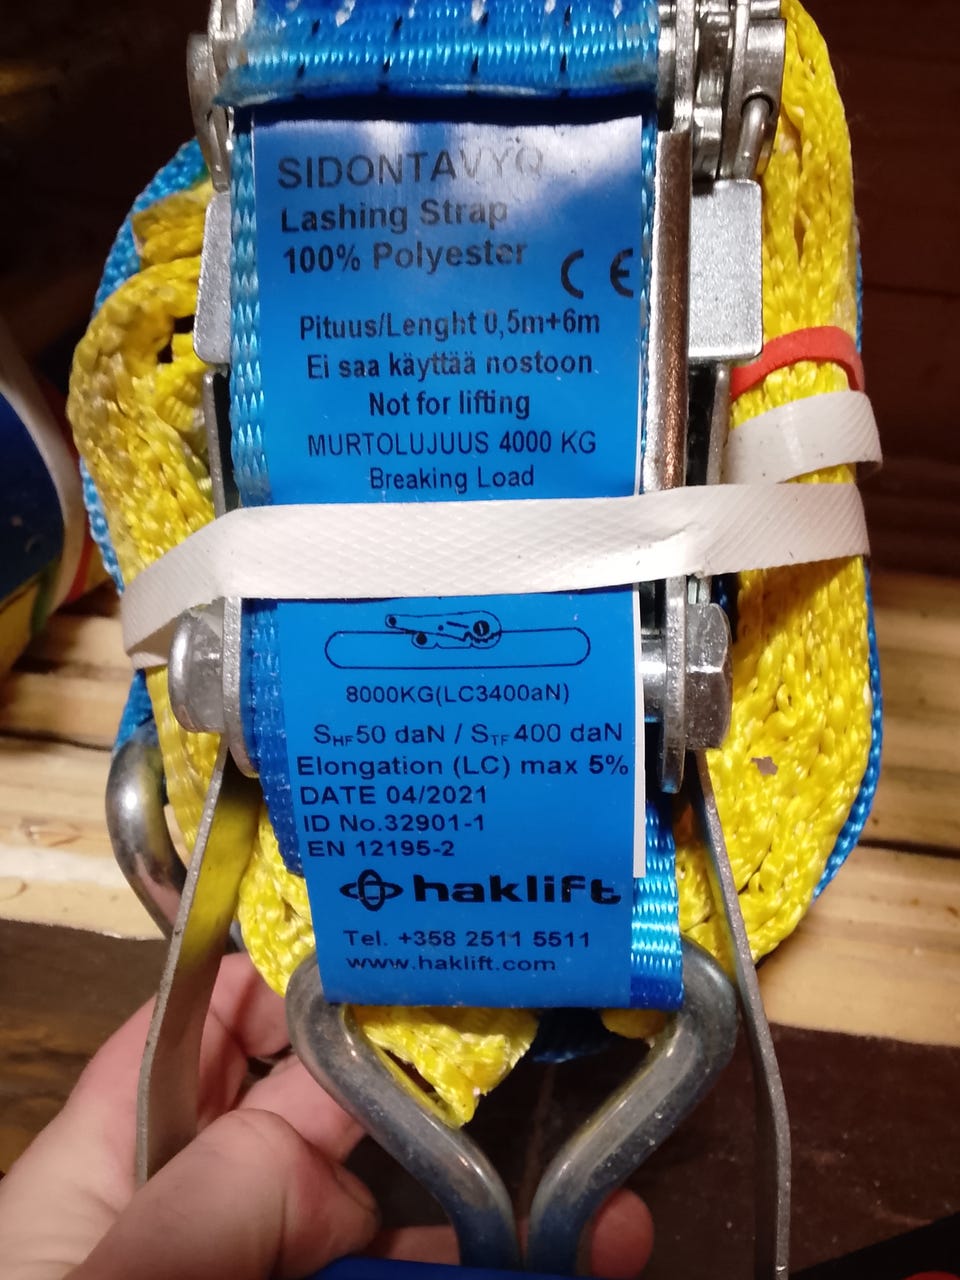 SIDONTAVYÖ
Lashing Strap
100% Polyester
CE
Pituus/Lenght 0,5m+6m
Ei saa käyttää nostoon
Not for lifting
MURTOLUJUUS 4000 KG
Breaking Load
8000KG(LC3400aN)
SHF50 daN / STF400 daN
Elongation (LC) max 5%
DATE 04/2021
ID No.32901-1
EN 12195-2
haklift
Tel. +358 2511 5511
www.haklift.com